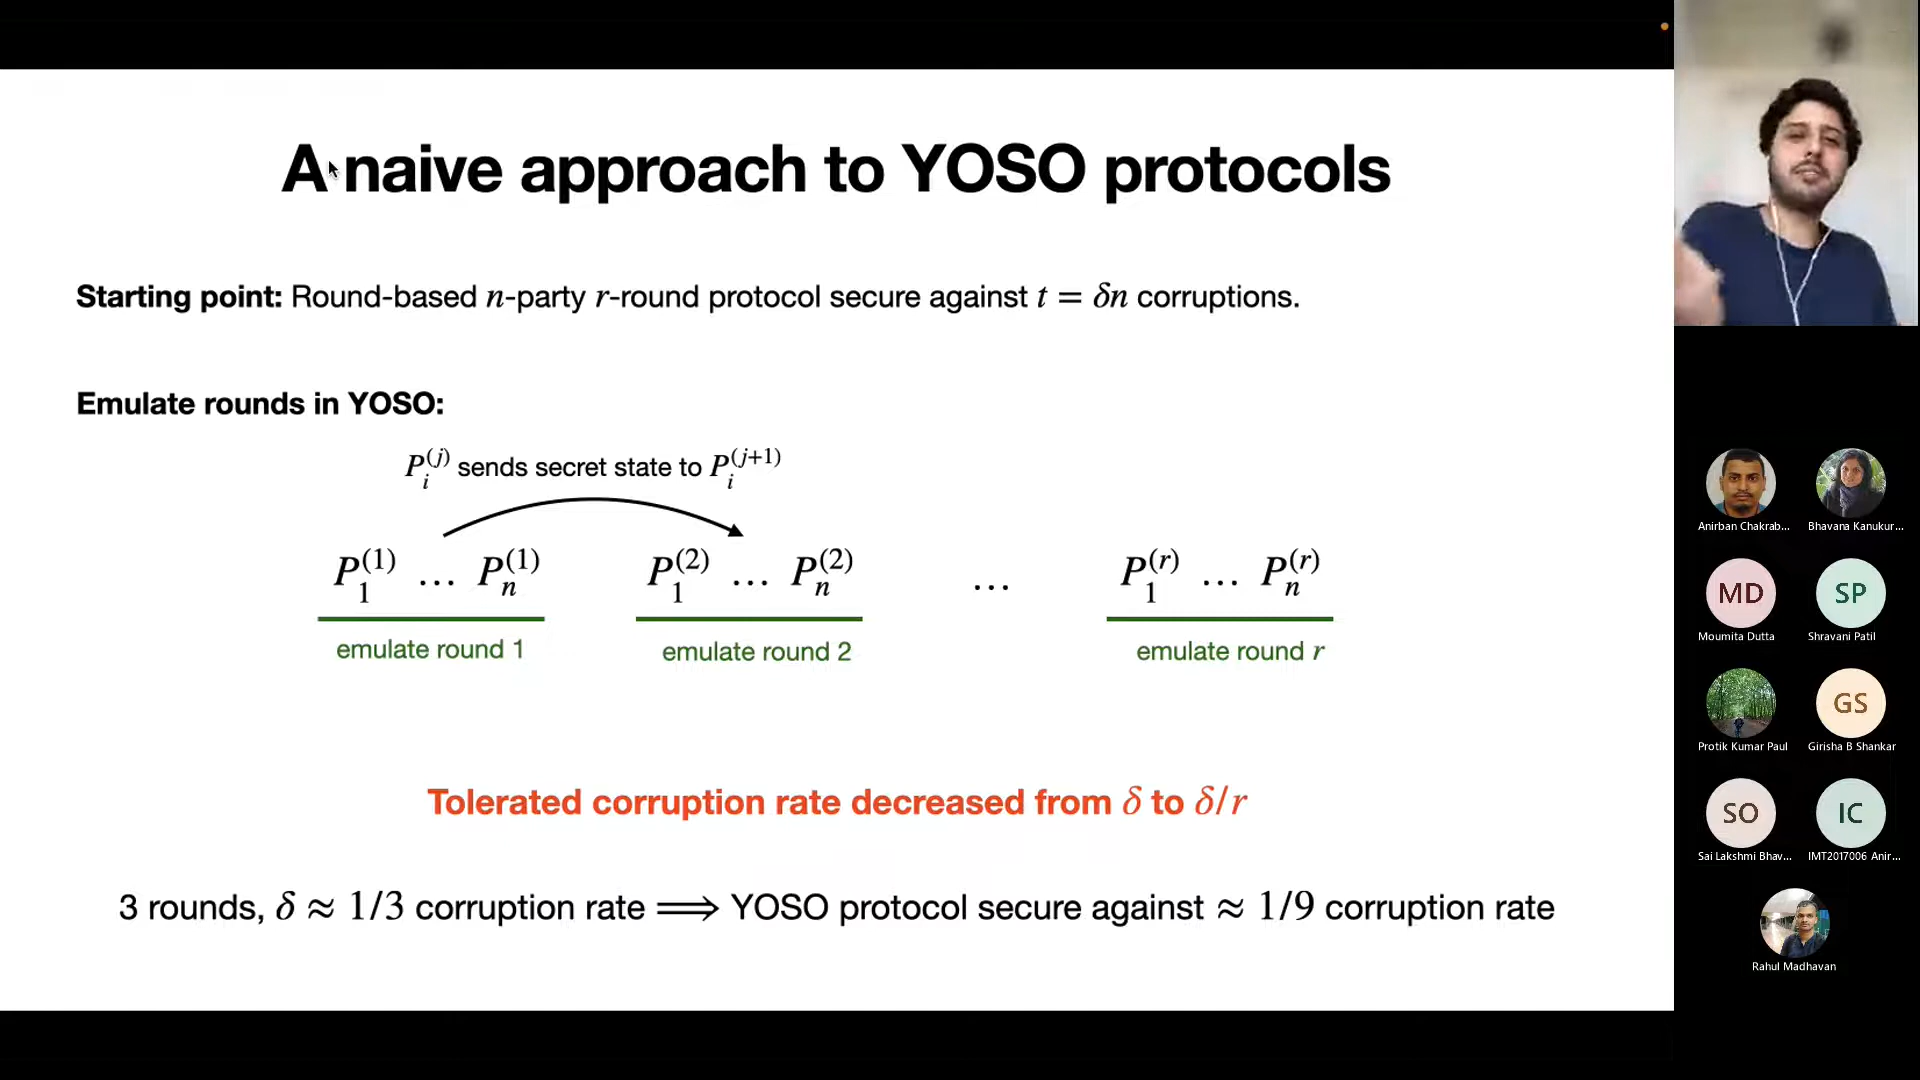 A naive approach to YOSO protocols
Starting point: Round-based n-party r-round protocol secure against t = δn corruptions.
Emulate rounds in YOSO:
P_i^(j) sends secret state to P_i^(j+1)
P_1^(1) … P_n^(1) P_1^(2) … P_n^(2) … P_1^(r) … P_n^(r)
emulate round 1 emulate round 2 emulate round r
Tolerated corruption rate decreased from δ to δ/r
3 rounds, δ ≈ 1/3 corruption rate ⟹ YOSO protocol secure against ≈ 1/9 corruption rate
Anirban Chakrab... Bhavana Kanukur...
MD SP
Moumita Dutta Shravani Patil
GS
Protik Kumar Paul Girisha B Shankar
SO IC
Sai Lakshmi Bhav... IMT2017006 Anir...
Rahul Madhavan